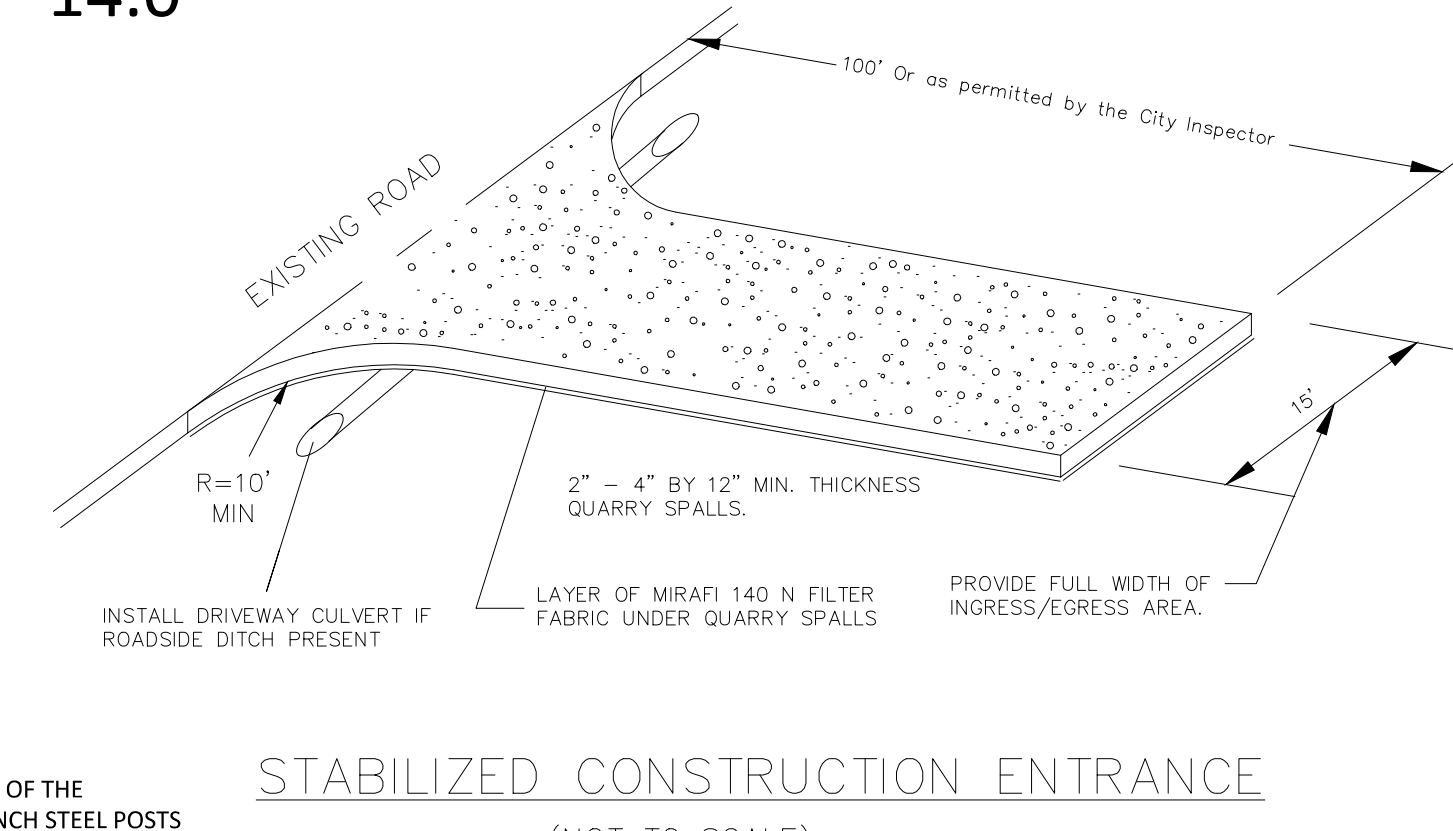 14.0
100' Or as permitted by the City Inspector
EXISTING ROAD
15'
R=10'
MIN
2" – 4" BY 12" MIN. THICKNESS
QUARRY SPALLS.
INSTALL DRIVEWAY CULVERT IF
ROADSIDE DITCH PRESENT
LAYER OF MIRAFI 140 N FILTER
FABRIC UNDER QUARRY SPALLS
PROVIDE FULL WIDTH OF
INGRESS/EGRESS AREA.
STABILIZED CONSTRUCTION ENTRANCE
(NOT TO SCALE)
OF THE
NCH STEEL POSTS